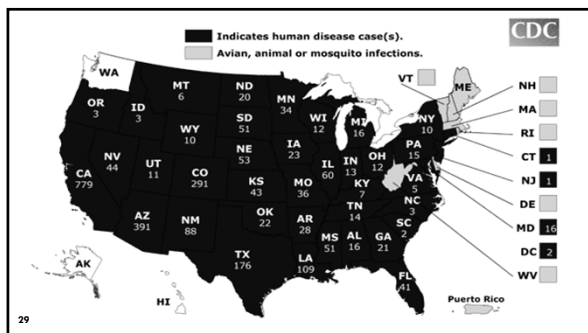 Indicates human disease case(s).
Avian, animal or mosquito infections.
CDC
WA
MT
6
ND
20
MN
34
VT
ME
NH
MA
RI
CT 1
NJ 1
DE
MD 16
DC 2
WV
OR
3
ID
3
WY
10
SD
51
WI
12
MI
16
NY
10
PA
15
NV
44
UT
11
CO
291
NE
53
IA
23
IL
60
IN
13
OH
12
VA
5
CA
779
KS
43
MO
36
KY
7
NC
3
TN
14
SC
2
AZ
391
NM
88
OK
22
AR
28
MS
51
AL
16
GA
21
TX
176
LA
109
FL
41
AK
HI
Puerto Rico
29